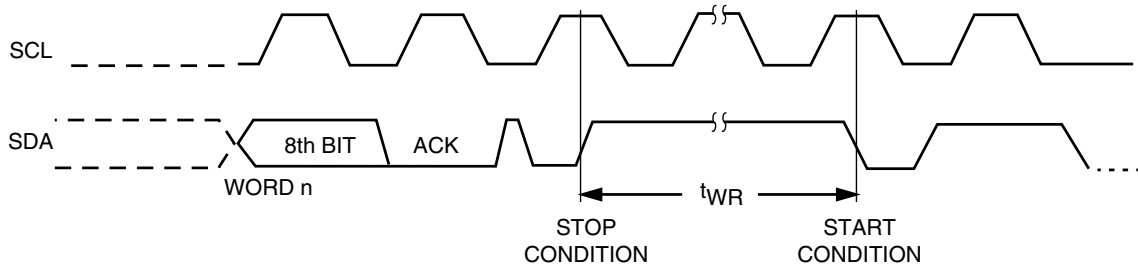 SCL
SDA
8th BIT
ACK
WORD n
tWR
STOP
CONDITION
START
CONDITION